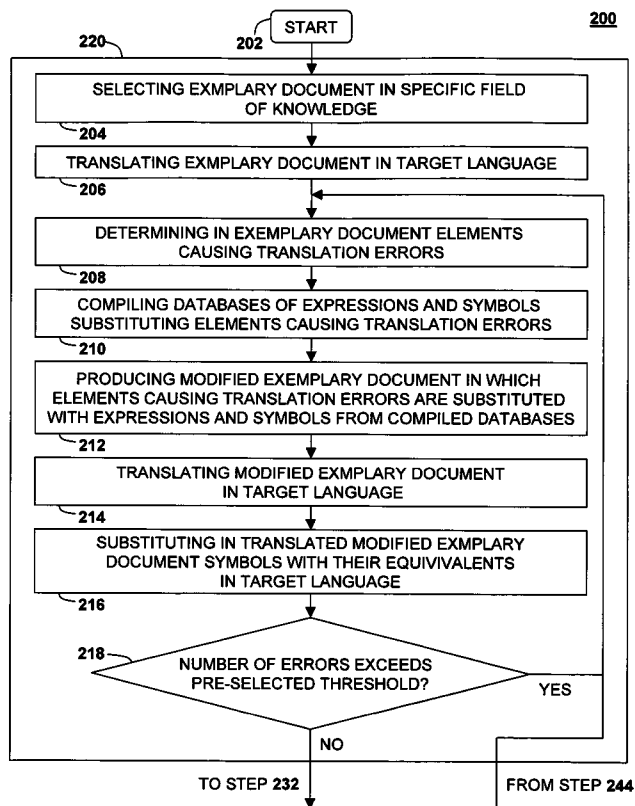 200
START
202
220
SELECTING EXMPLARY DOCUMENT IN SPECIFIC FIELD
OF KNOWLEDGE
204
TRANSLATING EXMPLARY DOCUMENT IN TARGET LANGUAGE
206
DETERMINING IN EXEMPLARY DOCUMENT ELEMENTS
CAUSING TRANSLATION ERRORS
208
COMPILING DATABASES OF EXPRESSIONS AND SYMBOLS
SUBSTITUTING ELEMENTS CAUSING TRANSLATION ERRORS
210
PRODUCING MODIFIED EXEMPLARY DOCUMENT IN WHICH
ELEMENTS CAUSING TRANSLATION ERRORS ARE SUBSTITUTED
WITH EXPRESSIONS AND SYMBOLS FROM COMPILED DATABASES
212
TRANSLATING MODIFIED EXMPLARY DOCUMENT
IN TARGET LANGUAGE
214
SUBSTITUTING IN TRANSLATED MODIFIED EXMPLARY
DOCUMENT SYMBOLS WITH THEIR EQUIVIVALENTS
IN TARGET LANGUAGE
216
218
NUMBER OF ERRORS EXCEEDS
PRE-SELECTED THRESHOLD?
YES
NO
TO STEP 232
FROM STEP 244